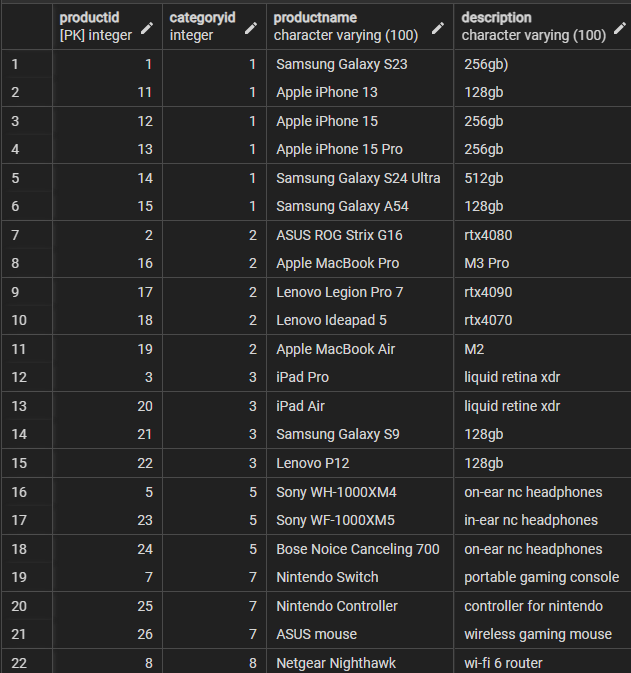 productid categoryid productname description
[PK] integer integer character varying (100) character varying (100)
1 1 1 Samsung Galaxy S23 256gb)
2 11 1 Apple iPhone 13 128gb
3 12 1 Apple iPhone 15 256gb
4 13 1 Apple iPhone 15 Pro 256gb
5 14 1 Samsung Galaxy S24 Ultra 512gb
6 15 1 Samsung Galaxy A54 128gb
7 2 2 ASUS ROG Strix G16 rtx4080
8 16 2 Apple MacBook Pro M3 Pro
9 17 2 Lenovo Legion Pro 7 rtx4090
10 18 2 Lenovo Ideapad 5 rtx4070
11 19 2 Apple MacBook Air M2
12 3 3 iPad Pro liquid retina xdr
13 20 3 iPad Air liquid retine xdr
14 21 3 Samsung Galaxy S9 128gb
15 22 3 Lenovo P12 128gb
16 5 5 Sony WH-1000XM4 on-ear nc headphones
17 23 5 Sony WF-1000XM5 in-ear nc headphones
18 24 5 Bose Noice Canceling 700 on-ear nc headphones
19 7 7 Nintendo Switch portable gaming console
20 25 7 Nintendo Controller controller for nintendo
21 26 7 ASUS mouse wireless gaming mouse
22 8 8 Netgear Nighthawk wi-fi 6 router